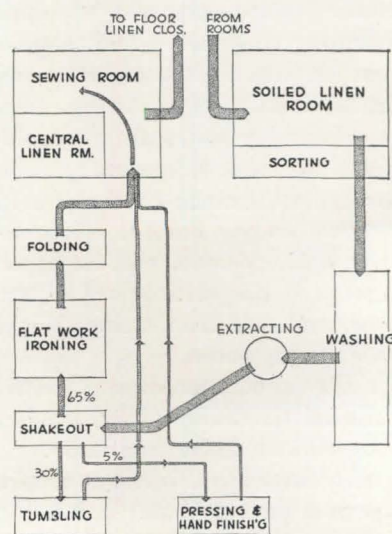 TO FLOOR
LINEN CLOS.
FROM
ROOMS
SEWING ROOM
CENTRAL
LINEN RM.
SOILED LINEN
ROOM
SORTING
FOLDING
FLAT WORK
IRONING
EXTRACTING
WASHING
65%
SHAKEOUT
5%
30%
TUMBLING
PRESSING &
HAND FINISH'G